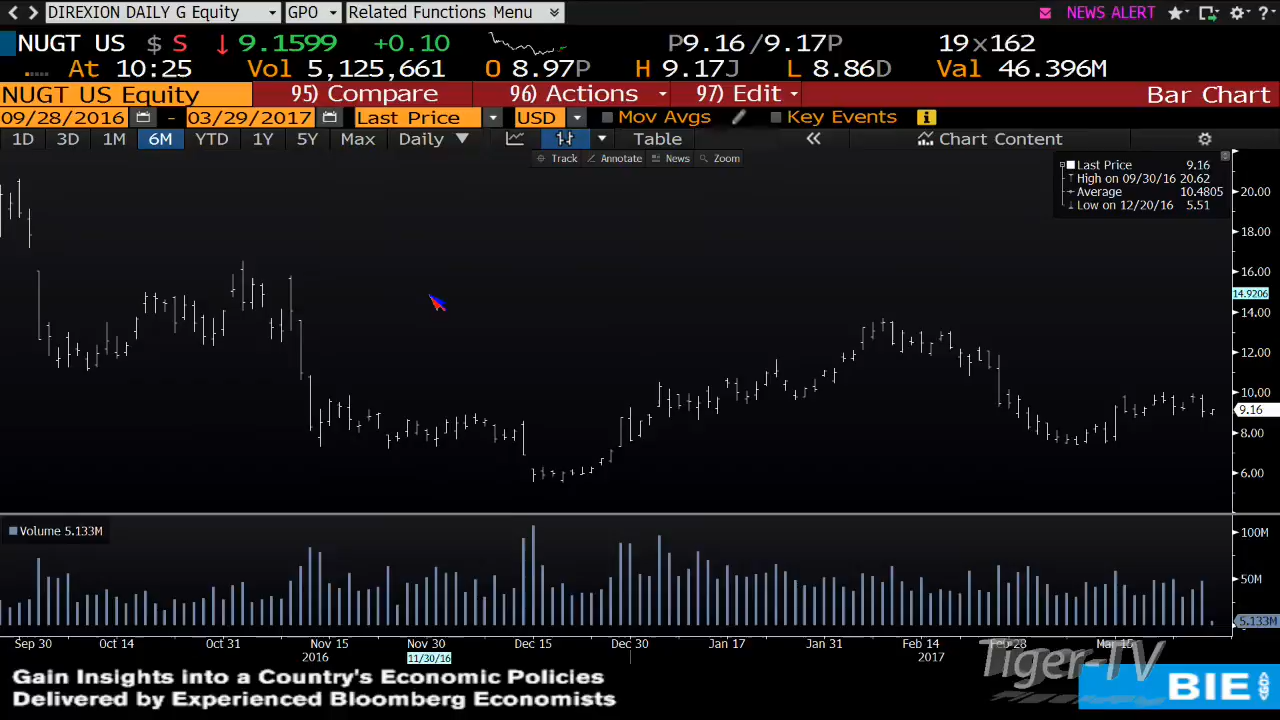 DIREXION DAILY G Equity GPO Related Functions Menu NEWS ALERT ?
NUGT US $ S ↓ 9.1599 +0.10 P9.16/9.17P 19x162
At 10:25 Vol 5,125,661 O 8.97P H 9.17J L 8.86D Val 46.396M
NUGT US Equity 95) Compare 96) Actions 97) Edit Bar Chart
09/28/2016 - 03/29/2017 Last Price USD Mov Avgs Key Events
1D 3D 1M 6M YTD 1Y 5Y Max Daily Table « Chart Content
Track Annotate News Zoom
Last Price 9.16
High on 09/30/16 20.62
Average 10.4805
Low on 12/20/16 5.51
20.00
18.00
16.00
14.9206
14.00
12.00
10.00
9.16
8.00
6.00
Volume 5.133M
100M
50M
5.133M
Sep 30 Oct 14 Oct 31 Nov 15 Nov 30 Dec 15 Dec 30 Jan 17 Jan 31 Feb 14 Feb 28 Mar 15
2016 11/30/16 2017
Tiger-TV
Gain Insights into a Country's Economic Policies
Delivered by Experienced Bloomberg Economists
BIE